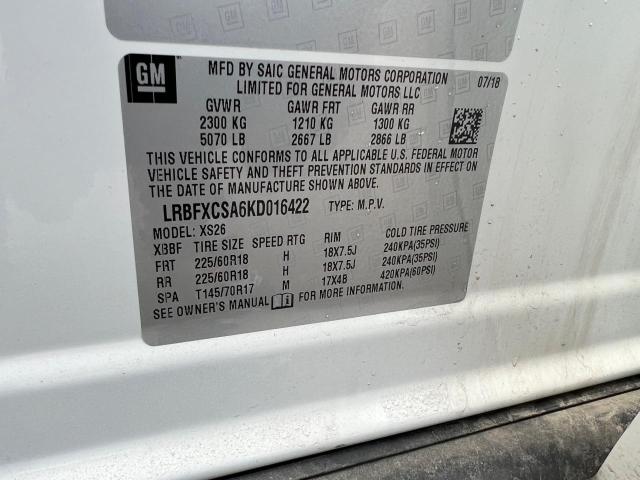 GM
MFD BY SAIC GENERAL MOTORS CORPORATION
LIMITED FOR GENERAL MOTORS LLC
07/18
GVWR GAWR FRT GAWR RR
2300 KG 1210 KG 1300 KG
5070 LB 2667 LB 2866 LB
THIS VEHICLE CONFORMS TO ALL APPLICABLE U.S. FEDERAL MOTOR
VEHICLE SAFETY AND THEFT PREVENTION STANDARDS IN EFFECT ON
THE DATE OF MANUFACTURE SHOWN ABOVE.
LRBFXCSA6KD016422 TYPE: M.P.V.
MODEL: XS26
XBBF TIRE SIZE SPEED RTG RIM COLD TIRE PRESSURE
FRT 225/60R18 H 18X7.5J 240KPA(35PSI)
RR 225/60R18 H 18X7.5J 240KPA(35PSI)
SPA T145/70R17 M 17X4B 420KPA(60PSI)
SEE OWNER'S MANUAL FOR MORE INFORMATION.